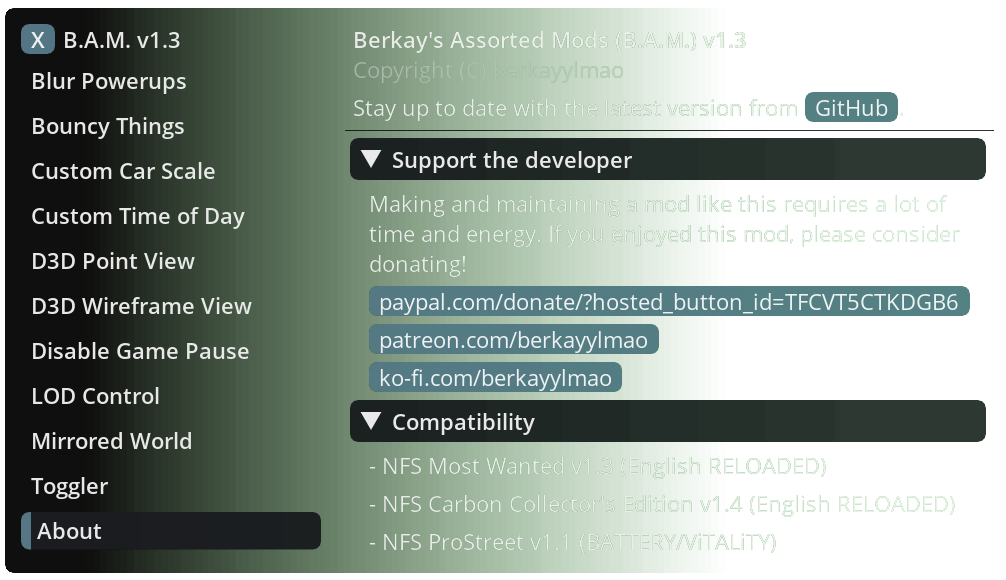 X B.A.M. v1.3
Blur Powerups
Bouncy Things
Custom Car Scale
Custom Time of Day
D3D Point View
D3D Wireframe View
Disable Game Pause
LOD Control
Mirrored World
Toggler
About
Berkay's Assorted Mods (B.A.M.) v1.3
Copyright (C) berkayylmao
Stay up to date with the latest version from GitHub.
Support the developer
Making and maintaining a mod like this requires a lot of
time and energy. If you enjoyed this mod, please consider
donating!
paypal.com/donate/?hosted_button_id=TFCVT5CTKDGB6
patreon.com/berkayylmao
ko-fi.com/berkayylmao
Compatibility
- NFS Most Wanted v1.3 (English RELOADED)
- NFS Carbon Collector's Edition v1.4 (English RELOADED)
- NFS ProStreet v1.1 (BATTERY/ViTALiTY)